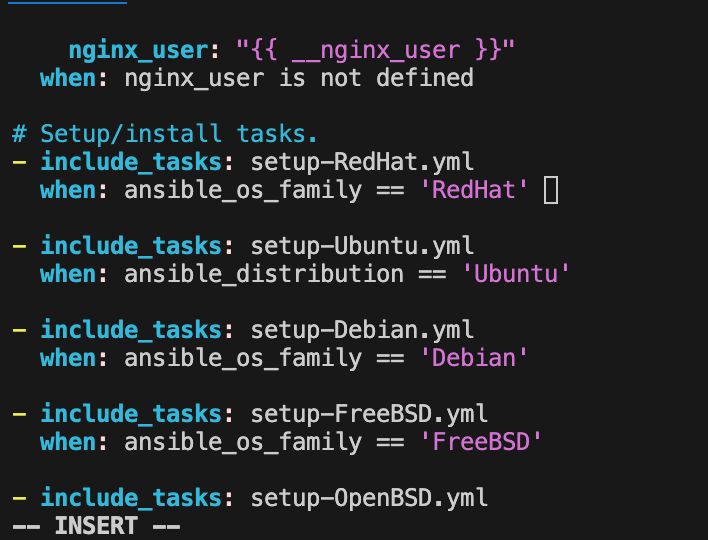 nginx_user: "{{ __nginx_user }}"
  when: nginx_user is not defined

# Setup/install tasks.
- include_tasks: setup-RedHat.yml
  when: ansible_os_family == 'RedHat'

- include_tasks: setup-Ubuntu.yml
  when: ansible_distribution == 'Ubuntu'

- include_tasks: setup-Debian.yml
  when: ansible_os_family == 'Debian'

- include_tasks: setup-FreeBSD.yml
  when: ansible_os_family == 'FreeBSD'

- include_tasks: setup-OpenBSD.yml
-- INSERT --